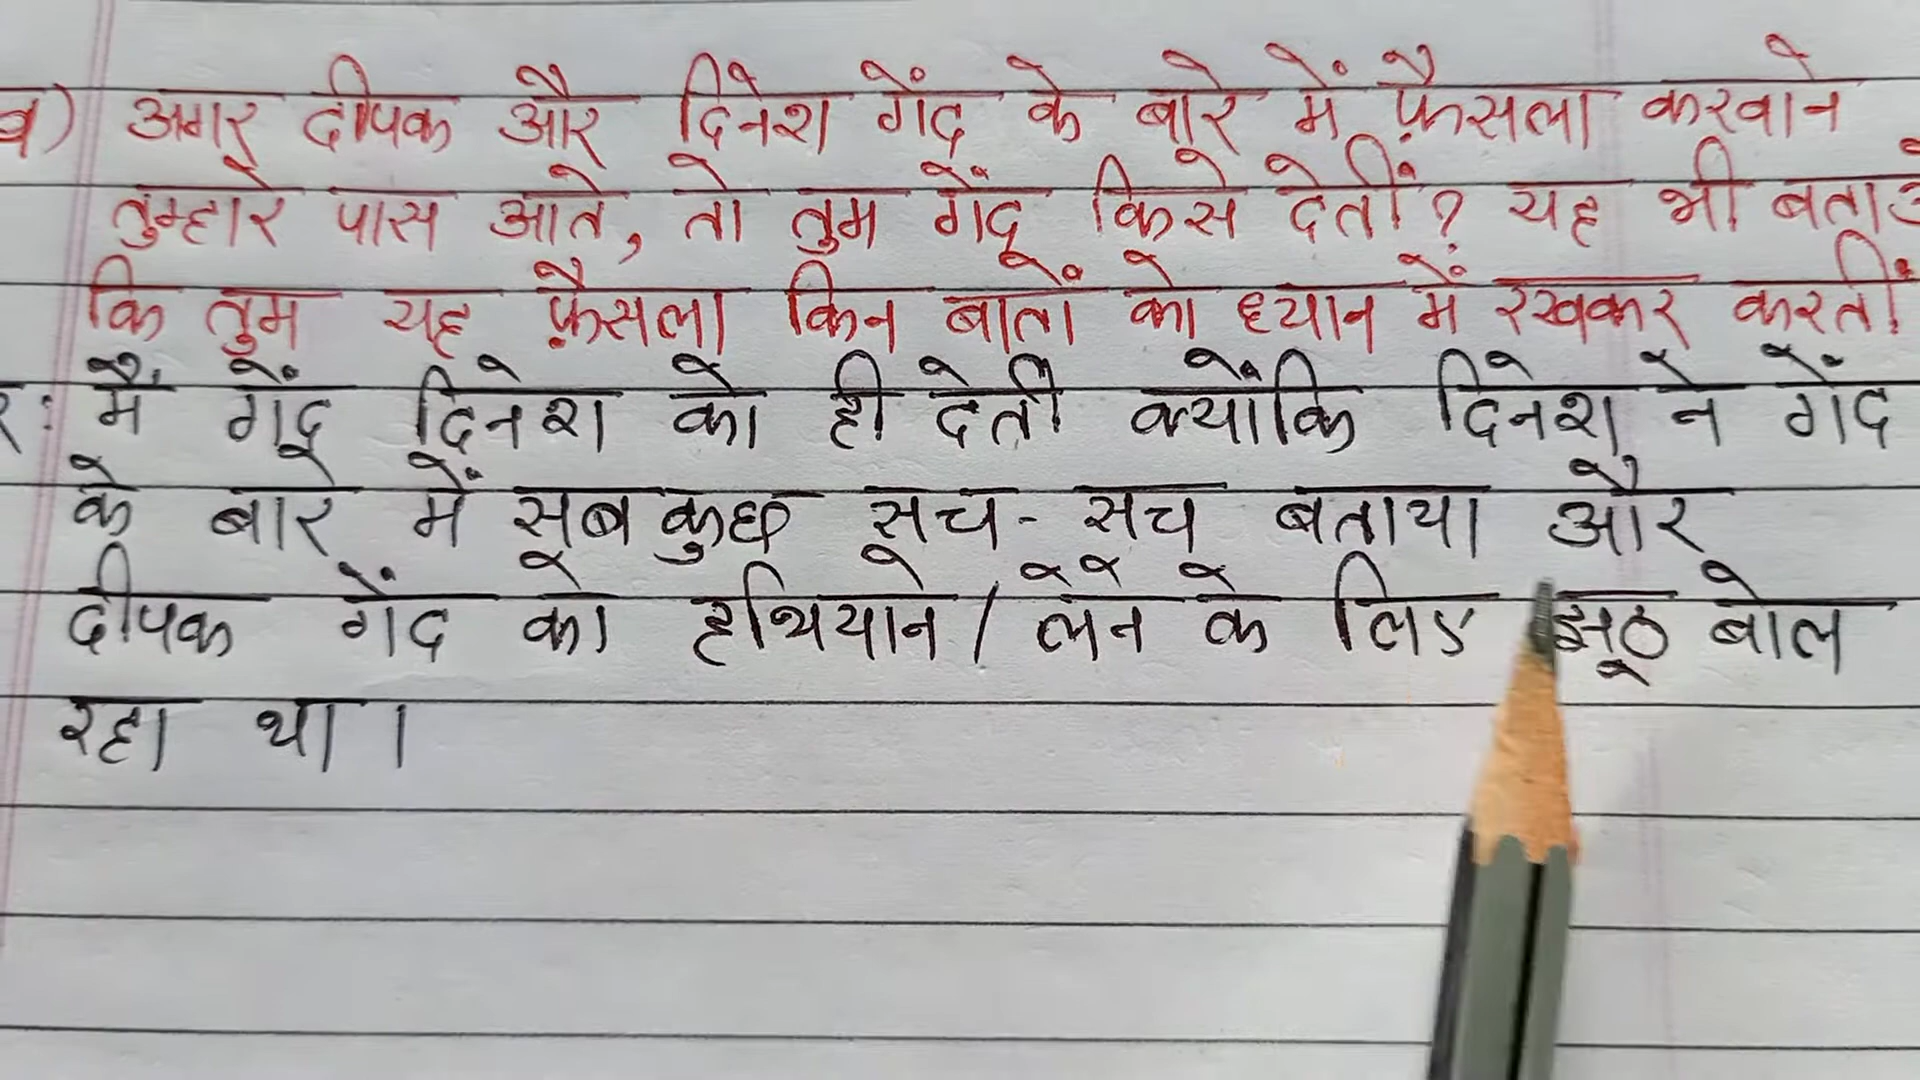 ब) अगर दीपक और दिनेश गेंद के बारे में फ़ैसला करवाने
तुम्हारे पास आते, तो तुम गेंद किसे देतीं? यह भी बताओ
कि तुम यह फ़ैसला किन बातों को ध्यान में रखकर करतीं
र: मैं गेंद दिनेश को ही देती क्योंकि दिनेश ने गेंद
के बारे में सब कुछ सच-सच बताया और
दीपक गेंद को हथियाने / लेने के लिए झूठ बोल
रहा था।